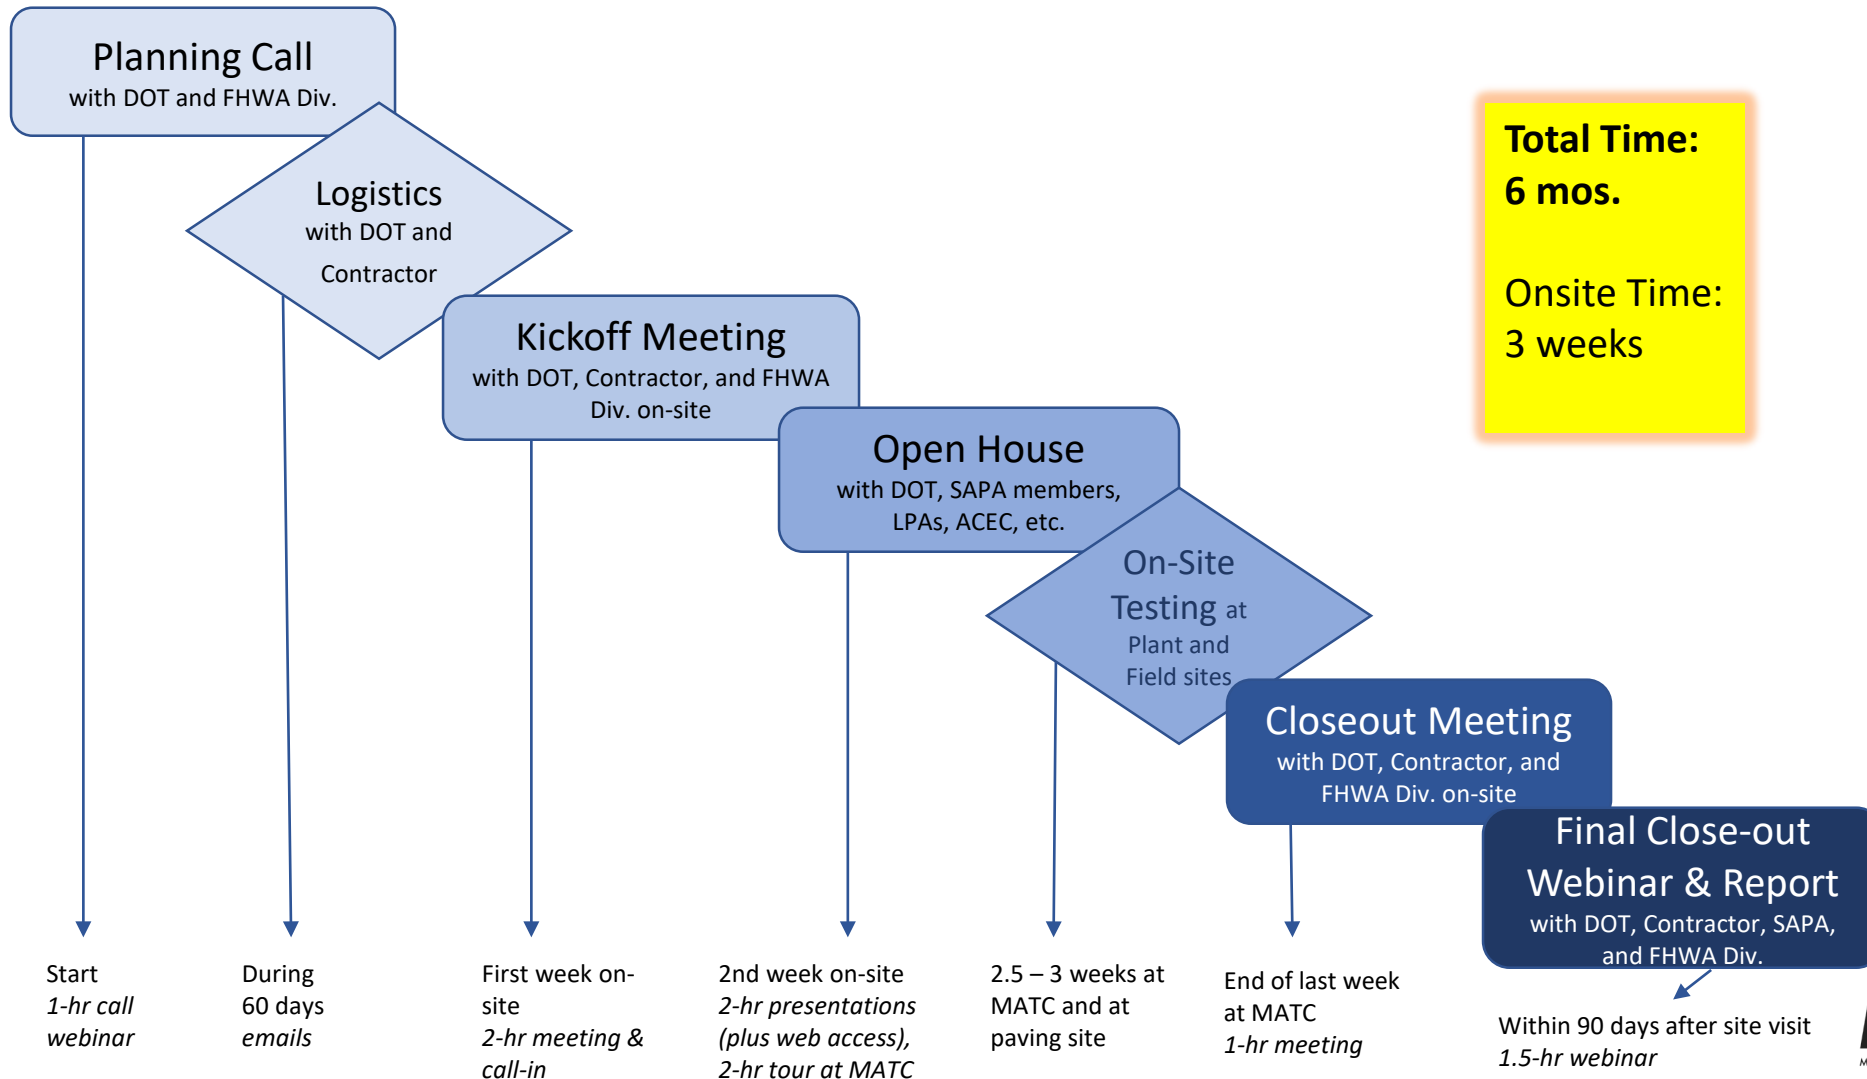 Planning Call
with DOT and FHWA Div.
Logistics
with DOT and
Contractor
Kickoff Meeting
with DOT, Contractor, and FHWA
Div. on-site
Open House
with DOT, SAPA members,
LPAs, ACEC, etc.
On-Site
Testing at
Plant and
Field sites
Closeout Meeting
with DOT, Contractor, and
FHWA Div. on-site
Final Close-out
Webinar & Report
with DOT, Contractor, SAPA,
and FHWA Div.
Total Time:
6 mos.
Onsite Time:
3 weeks
Start
1-hr call
webinar
During
60 days
emails
First week on-
site
2-hr meeting &
call-in
2nd week on-site
2-hr presentations
(plus web access),
2-hr tour at MATC
2.5 – 3 weeks at
MATC and at
paving site
End of last week
at MATC
1-hr meeting
Within 90 days after site visit
1.5-hr webinar